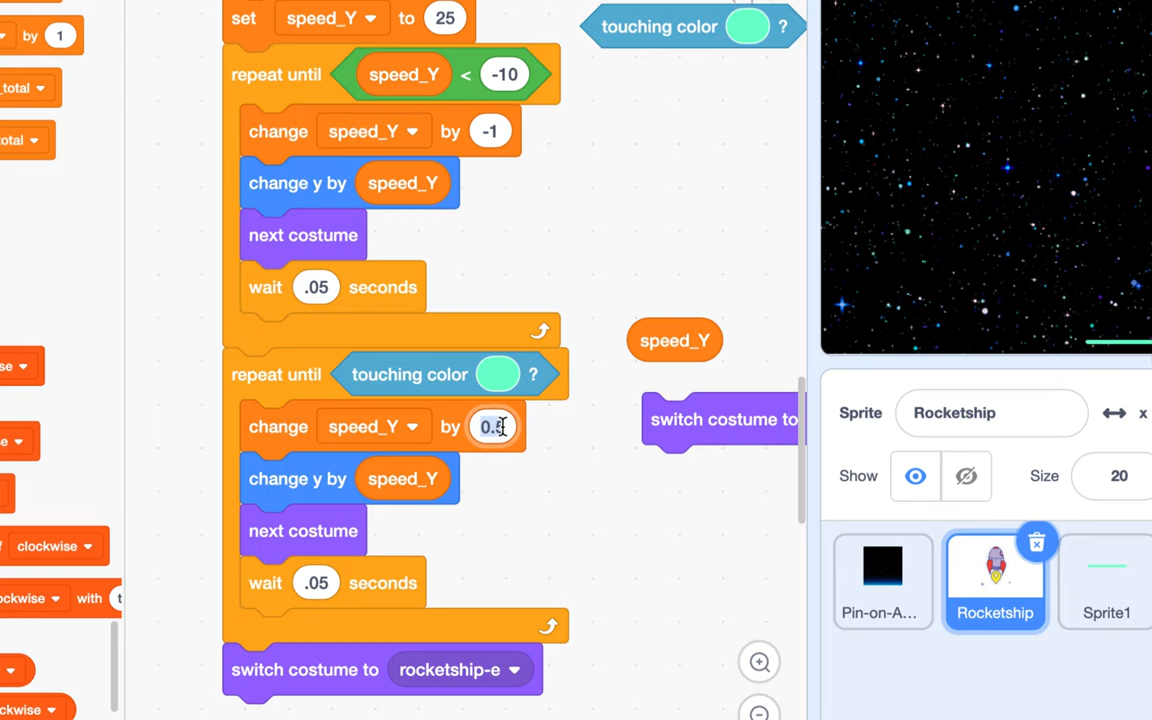 set speed_Y to 25
touching color ?
by 1
repeat until speed_Y < -10
_total
change speed_Y by -1
total
change y by speed_Y
next costume
wait .05 seconds
speed_Y
repeat until touching color ?
switch costume to
Sprite Rocketship x
change speed_Y by
Show Size 20
change y by speed_Y
next costume
clockwise
wait .05 seconds
with
Pin-on-A... Rocketship Sprite1
switch costume to rocketship-e